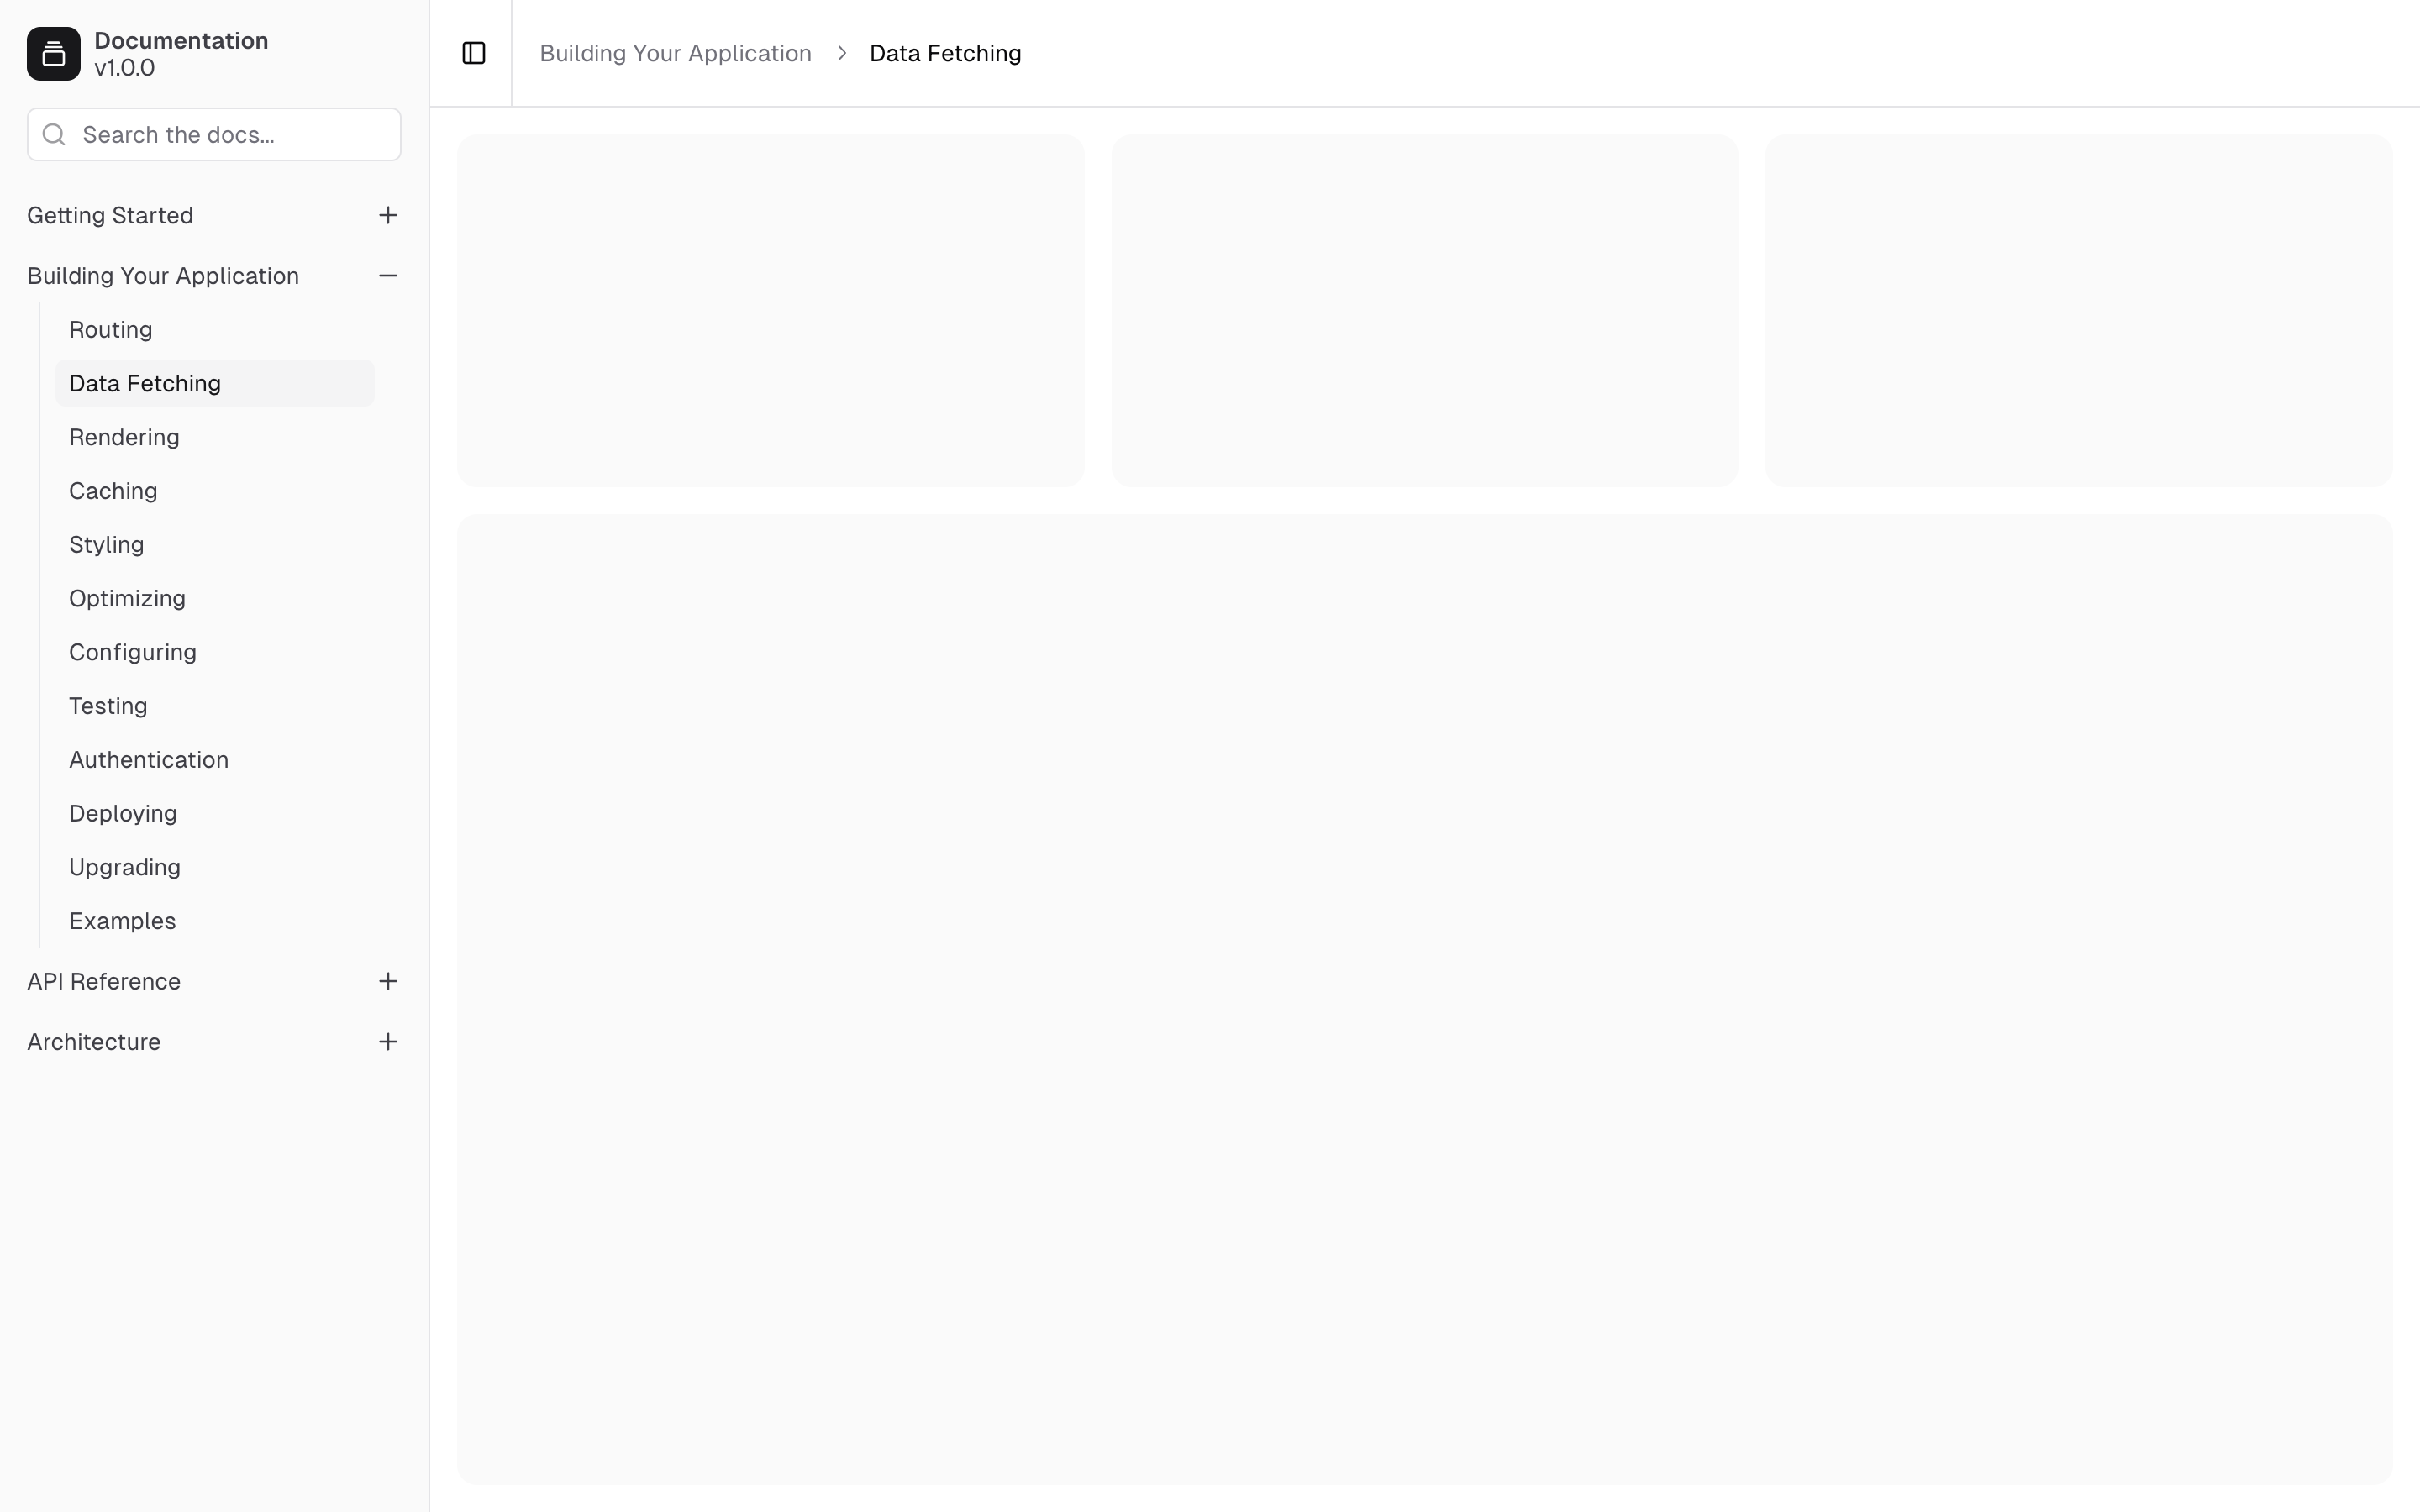 Documentation
v1.0.0
Search the docs...
Getting Started
Building Your Application
Routing
Data Fetching
Rendering
Caching
Styling
Optimizing
Configuring
Testing
Authentication
Deploying
Upgrading
Examples
API Reference
Architecture
Building Your Application > Data Fetching